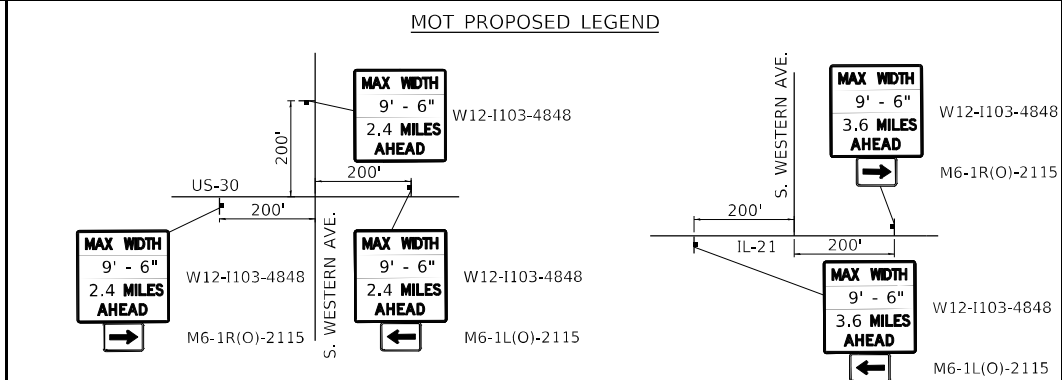 MOT PROPOSED LEGEND
MAX WIDTH
9' - 6"
2.4 MILES
AHEAD
W12-I103-4848
200'
200'
US-30
200'
S. WESTERN AVE.
MAX WIDTH
9' - 6"
2.4 MILES
AHEAD
W12-I103-4848
M6-1R(O)-2115
MAX WIDTH
9' - 6"
2.4 MILES
AHEAD
W12-I103-4848
M6-1L(O)-2115
S. WESTERN AVE.
MAX WIDTH
9' - 6"
3.6 MILES
AHEAD
W12-I103-4848
M6-1R(O)-2115
200'
IL-21
200'
MAX WIDTH
9' - 6"
3.6 MILES
AHEAD
W12-I103-4848
M6-1L(O)-2115